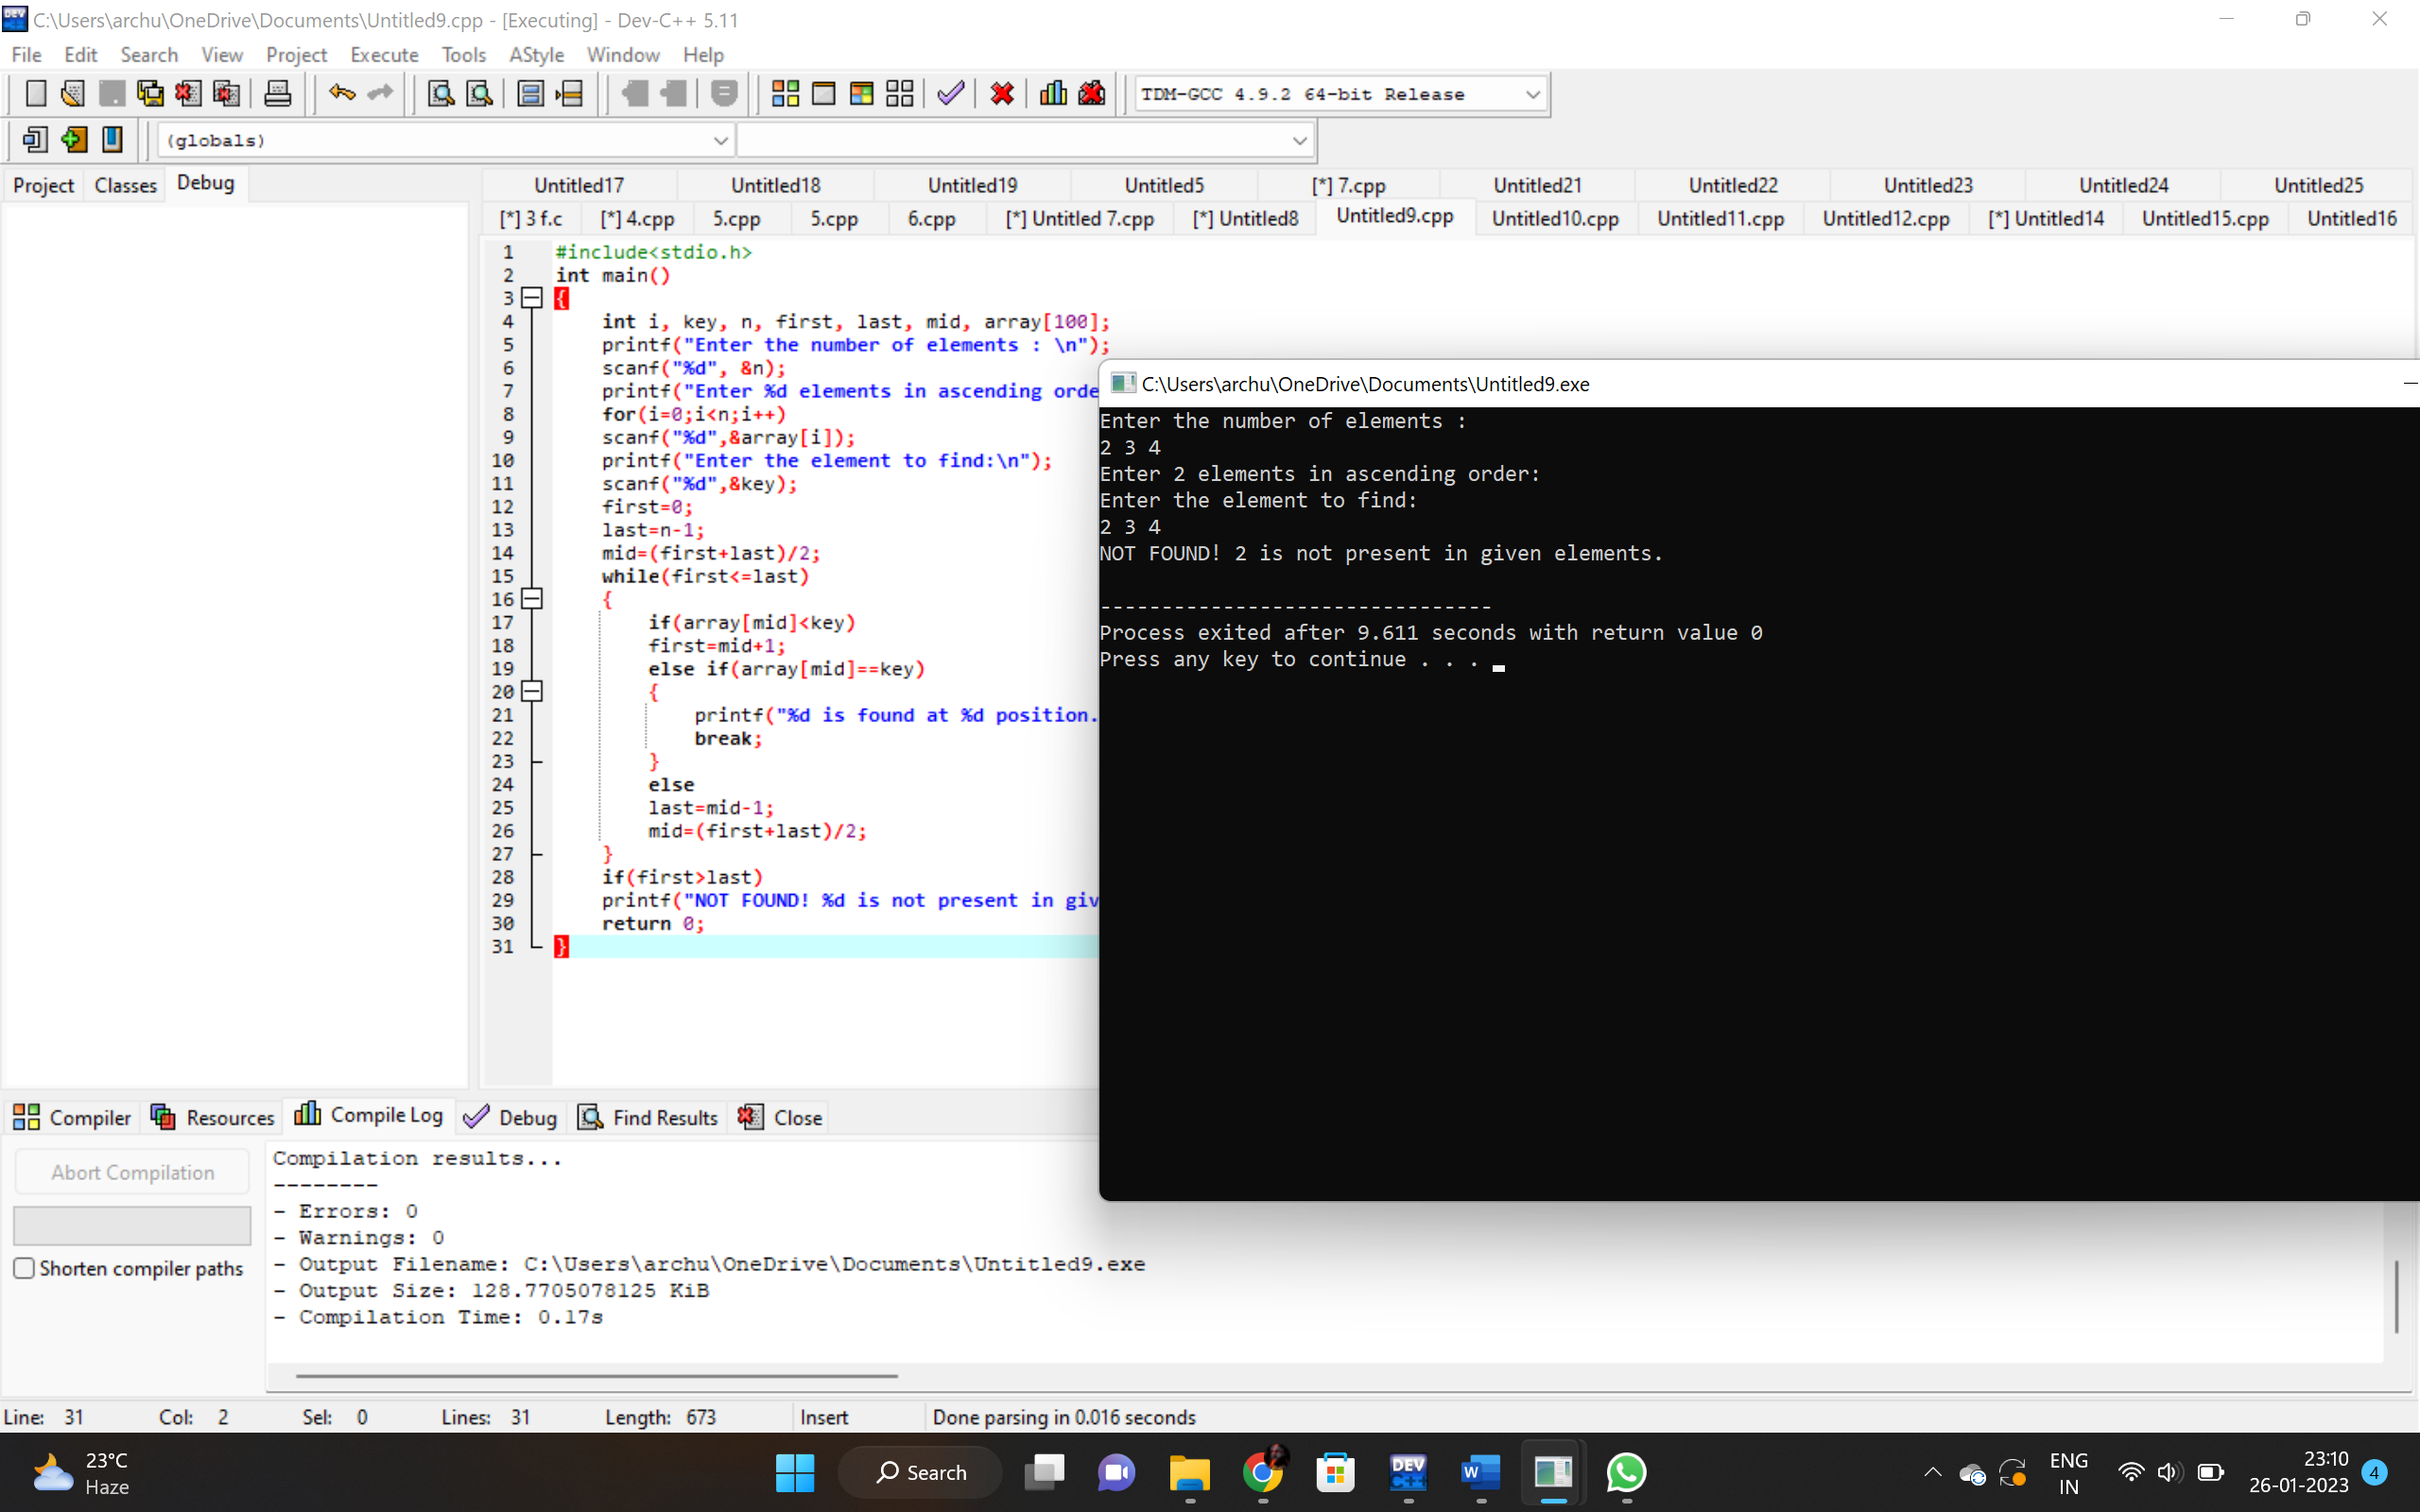 C:\Users\archu\OneDrive\Documents\Untitled9.cpp - [Executing] - Dev-C++ 5.11
File Edit Search View Project Execute Tools AStyle Window Help
TDM-GCC 4.9.2 64-bit Release
(globals)
Project Classes Debug
Untitled17 Untitled18 Untitled19 Untitled5 [*] 7.cpp Untitled21 Untitled22 Untitled23 Untitled24 Untitled25
[*] 3 f.c [*] 4.cpp 5.cpp 5.cpp 6.cpp [*] Untitled 7.cpp [*] Untitled8 Untitled9.cpp Untitled10.cpp Untitled11.cpp Untitled12.cpp [*] Untitled14 Untitled15.cpp Untitled16
1 #include<stdio.h>
2 int main()
3 {
4 int i, key, n, first, last, mid, array[100];
5 printf("Enter the number of elements : \n");
6 scanf("%d", &n);
7 printf("Enter %d elements in ascending orde
8 for(i=0;i<n;i++)
9 scanf("%d",&array[i]);
10 printf("Enter the element to find:\n");
11 scanf("%d",&key);
12 first=0;
13 last=n-1;
14 mid=(first+last)/2;
15 while(first<=last)
16 {
17 if(array[mid]<key)
18 first=mid+1;
19 else if(array[mid]==key)
20 {
21 printf("%d is found at %d position.
22 break;
23 }
24 else
25 last=mid-1;
26 mid=(first+last)/2;
27 }
28 if(first>last)
29 printf("NOT FOUND! %d is not present in giv
30 return 0;
31 }
C:\Users\archu\OneDrive\Documents\Untitled9.exe
Enter the number of elements :
2 3 4
Enter 2 elements in ascending order:
Enter the element to find:
2 3 4
NOT FOUND! 2 is not present in given elements.
--------------------------------
Process exited after 9.611 seconds with return value 0
Press any key to continue . . .
Compiler Resources Compile Log Debug Find Results Close
Abort Compilation
Shorten compiler paths
Compilation results...
--------
- Errors: 0
- Warnings: 0
- Output Filename: C:\Users\archu\OneDrive\Documents\Untitled9.exe
- Output Size: 128.7705078125 KiB
- Compilation Time: 0.17s
Line: 31 Col: 2 Sel: 0 Lines: 31 Length: 673 Insert Done parsing in 0.016 seconds
23°C
Haze
Search
DEV
C++
W
ENG
IN
23:10
26-01-2023
4